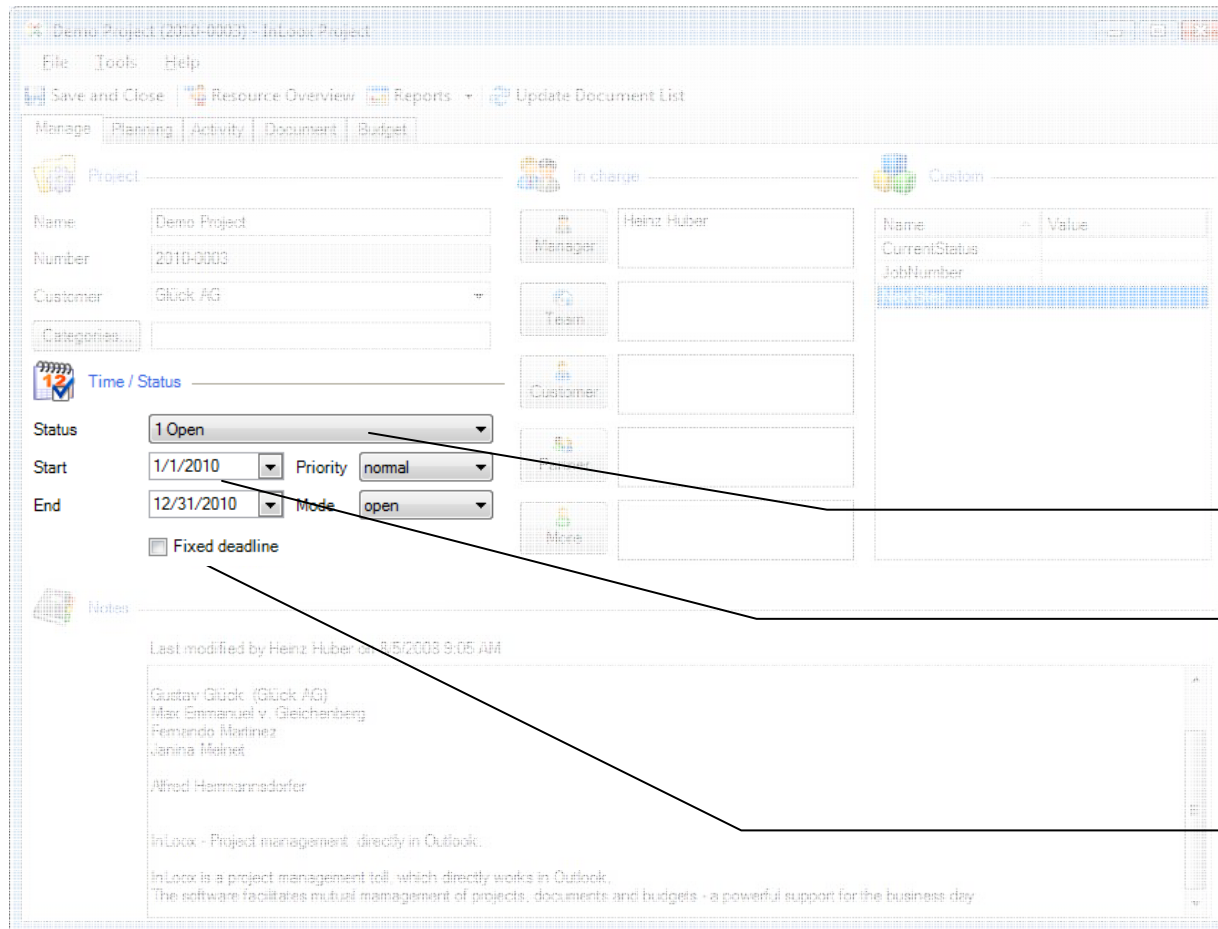 Demo Project (2010-0003) - InLoox Project
File Tools Help
Save and Close Resource Overview Reports Update Document List
Manage Planning Activity Document Budget
Project
Name Demo Project
Number 2010-0003
Customer Glück AG
Categories...
Time / Status
Status 1 Open
Start 1/1/2010 Priority normal
End 12/31/2010 Mode open
Fixed deadline
In charge
Manager Heinz Huber
Team
Customer
Partner
More
Custom
Name Value
CurrentStatus
JobNumber
Notes
Last modified by Heinz Huber on 8/5/2008 9:05 AM
Gustav Glück (Glück AG)
Max Emmanuel v. Gleichenberg
Fernando Martinez
Janina Meinet
Alfred Hermannsdorfer
InLoox - Project management directly in Outlook.
InLoox is a project management toll, which directly works in Outlook.
The software facilitates mutual mamagement of projects, documents and budgets - a powerful support for the business day